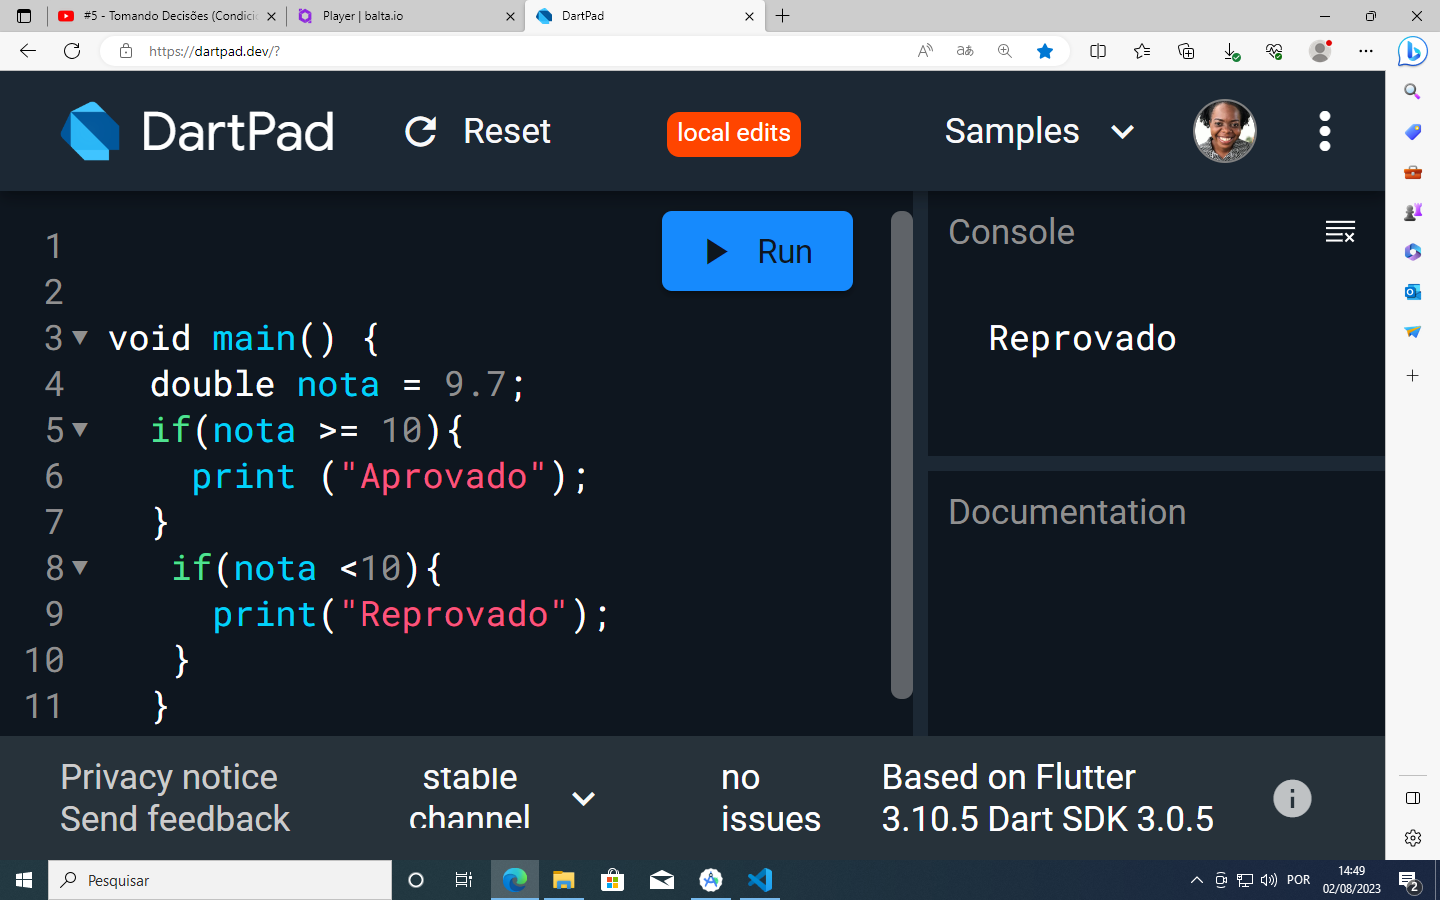 #5 - Tomando Decisões (Condici
Player | balta.io
DartPad
https://dartpad.dev/?
DartPad
Reset
local edits
Samples
Run
Console
1
2
3 void main() {
4 double nota = 9.7;
5 if(nota >= 10){
6 print ("Aprovado");
7 }
8 if(nota <10){
9 print("Reprovado");
10 }
11 }
Reprovado
Documentation
Privacy notice
Send feedback
stable
channel
no
issues
Based on Flutter
3.10.5 Dart SDK 3.0.5
Pesquisar
POR
14:49
02/08/2023
2